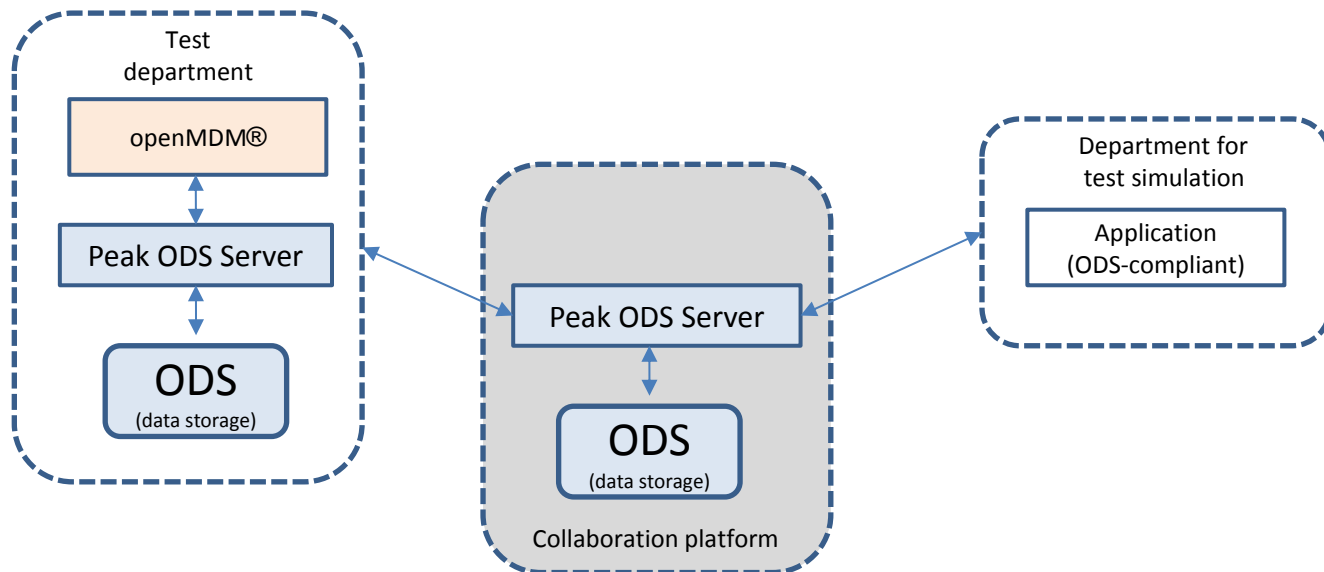 Test
department
openMDM®
Peak ODS Server
ODS
(data storage)
Peak ODS Server
ODS
(data storage)
Collaboration platform
Department for
test simulation
Application
(ODS-compliant)